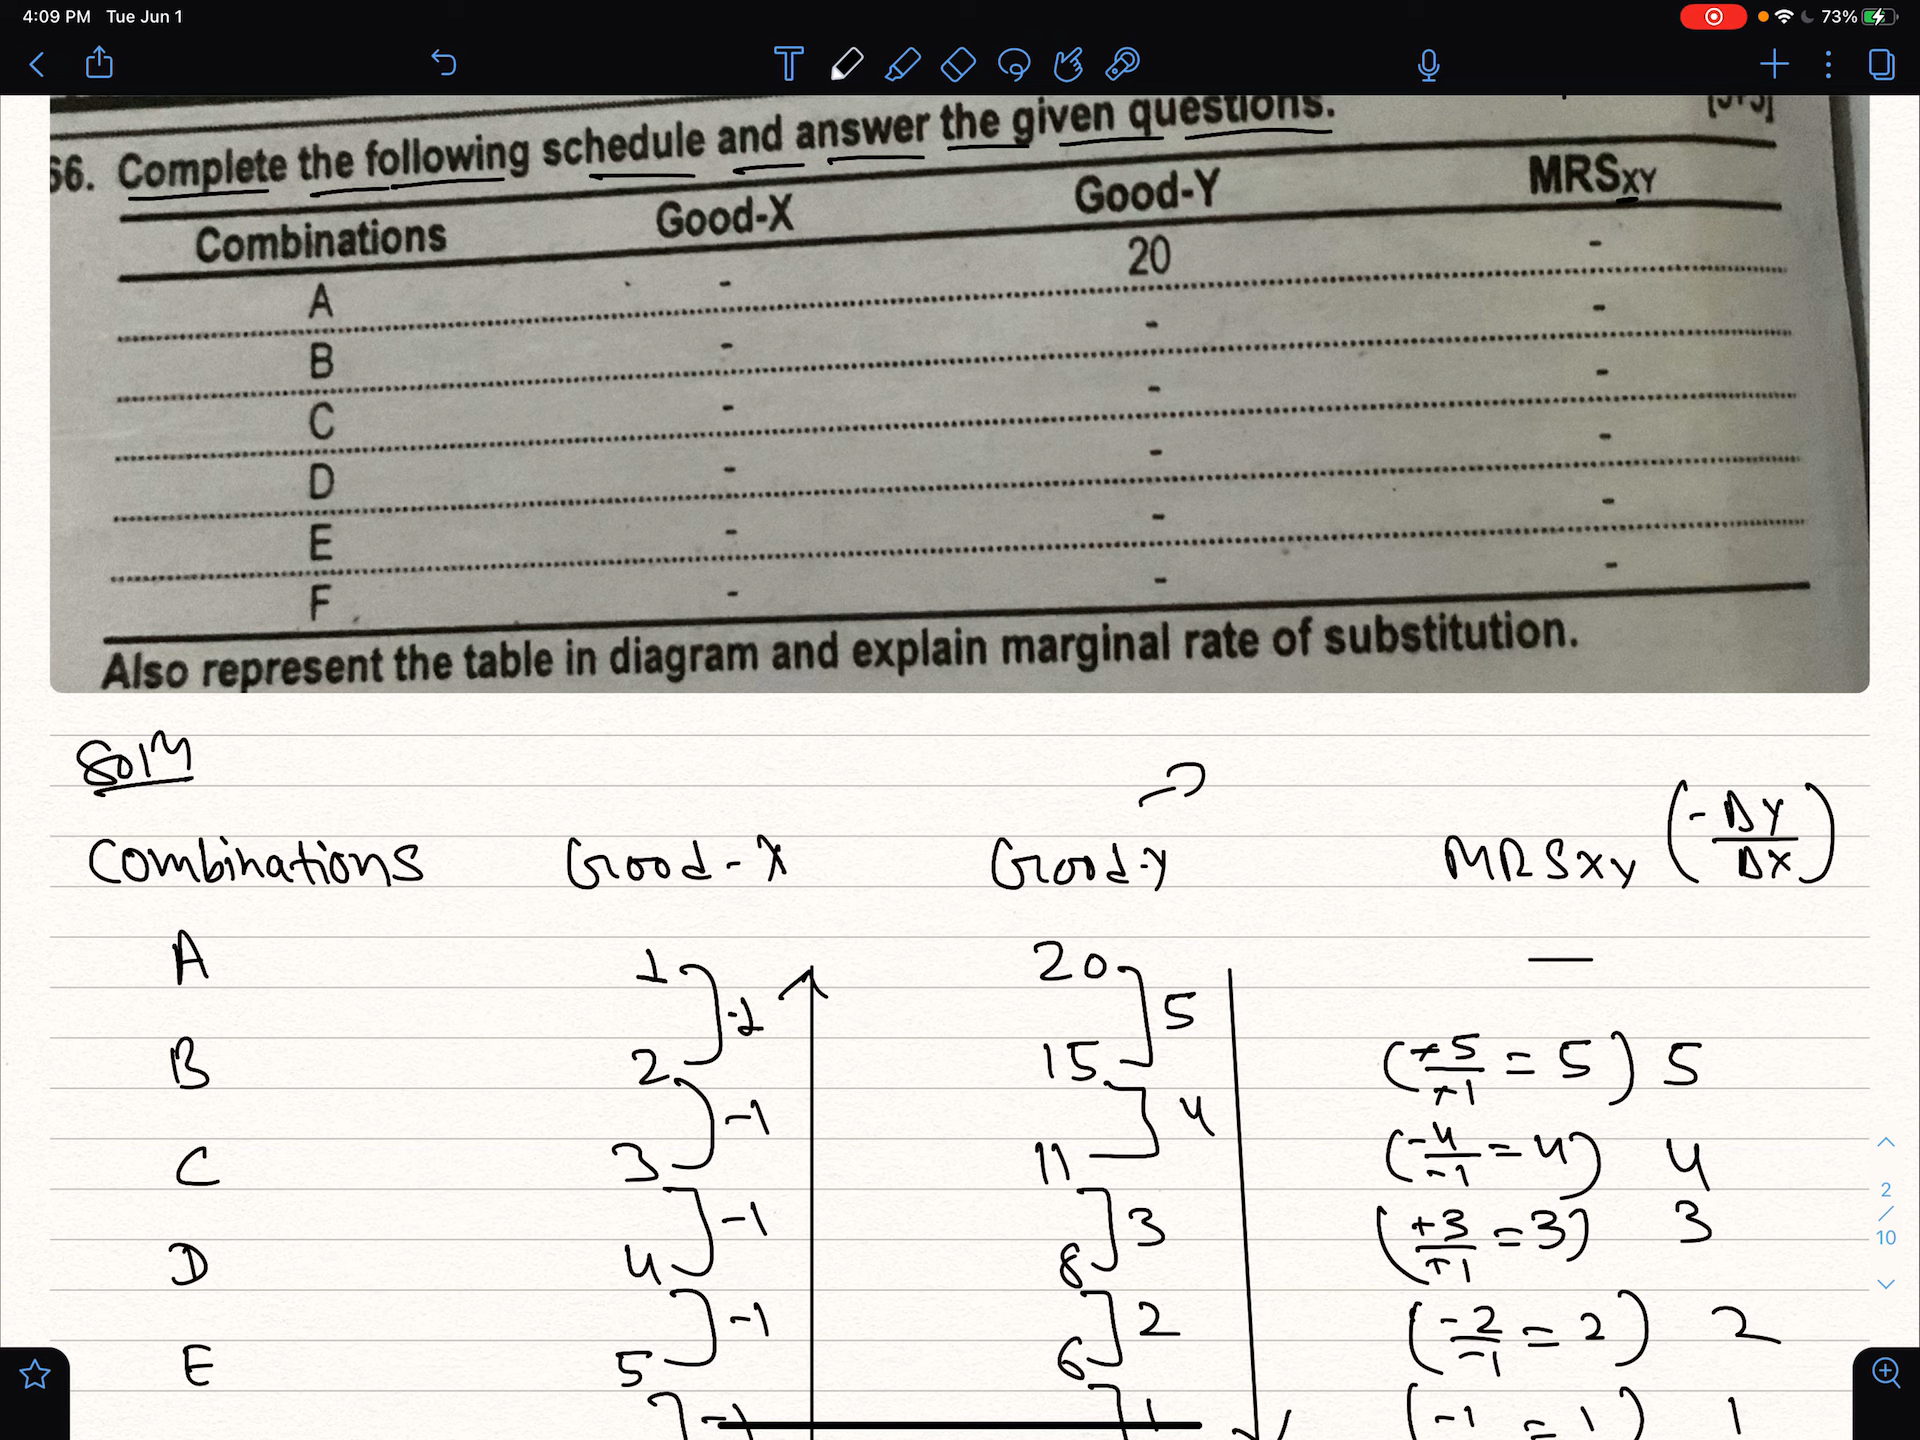 4:09 PM Tue Jun 1
73%
66. Complete the following schedule and answer the given questions.
Combinations Good-X Good-Y MRSXY
A - 20 -
B - - -
C - - -
D - - -
E - - -
F - - -
Also represent the table in diagram and explain marginal rate of substitution.
Soln
Combinations Good-X Good-Y MRSXY (-ΔY/ΔX)
A 1 20 —
-1 5
B 2 15 (+5/+1 = 5) 5
-1 4
C 3 11 (-4/-1 = 4) 4
-1 3
D 4 8 (+3/+1 = 3) 3
-1 2
E 5 6 (-2/-1 = 2) 2
-1 1 (-1 = 1) 1
2
/
10